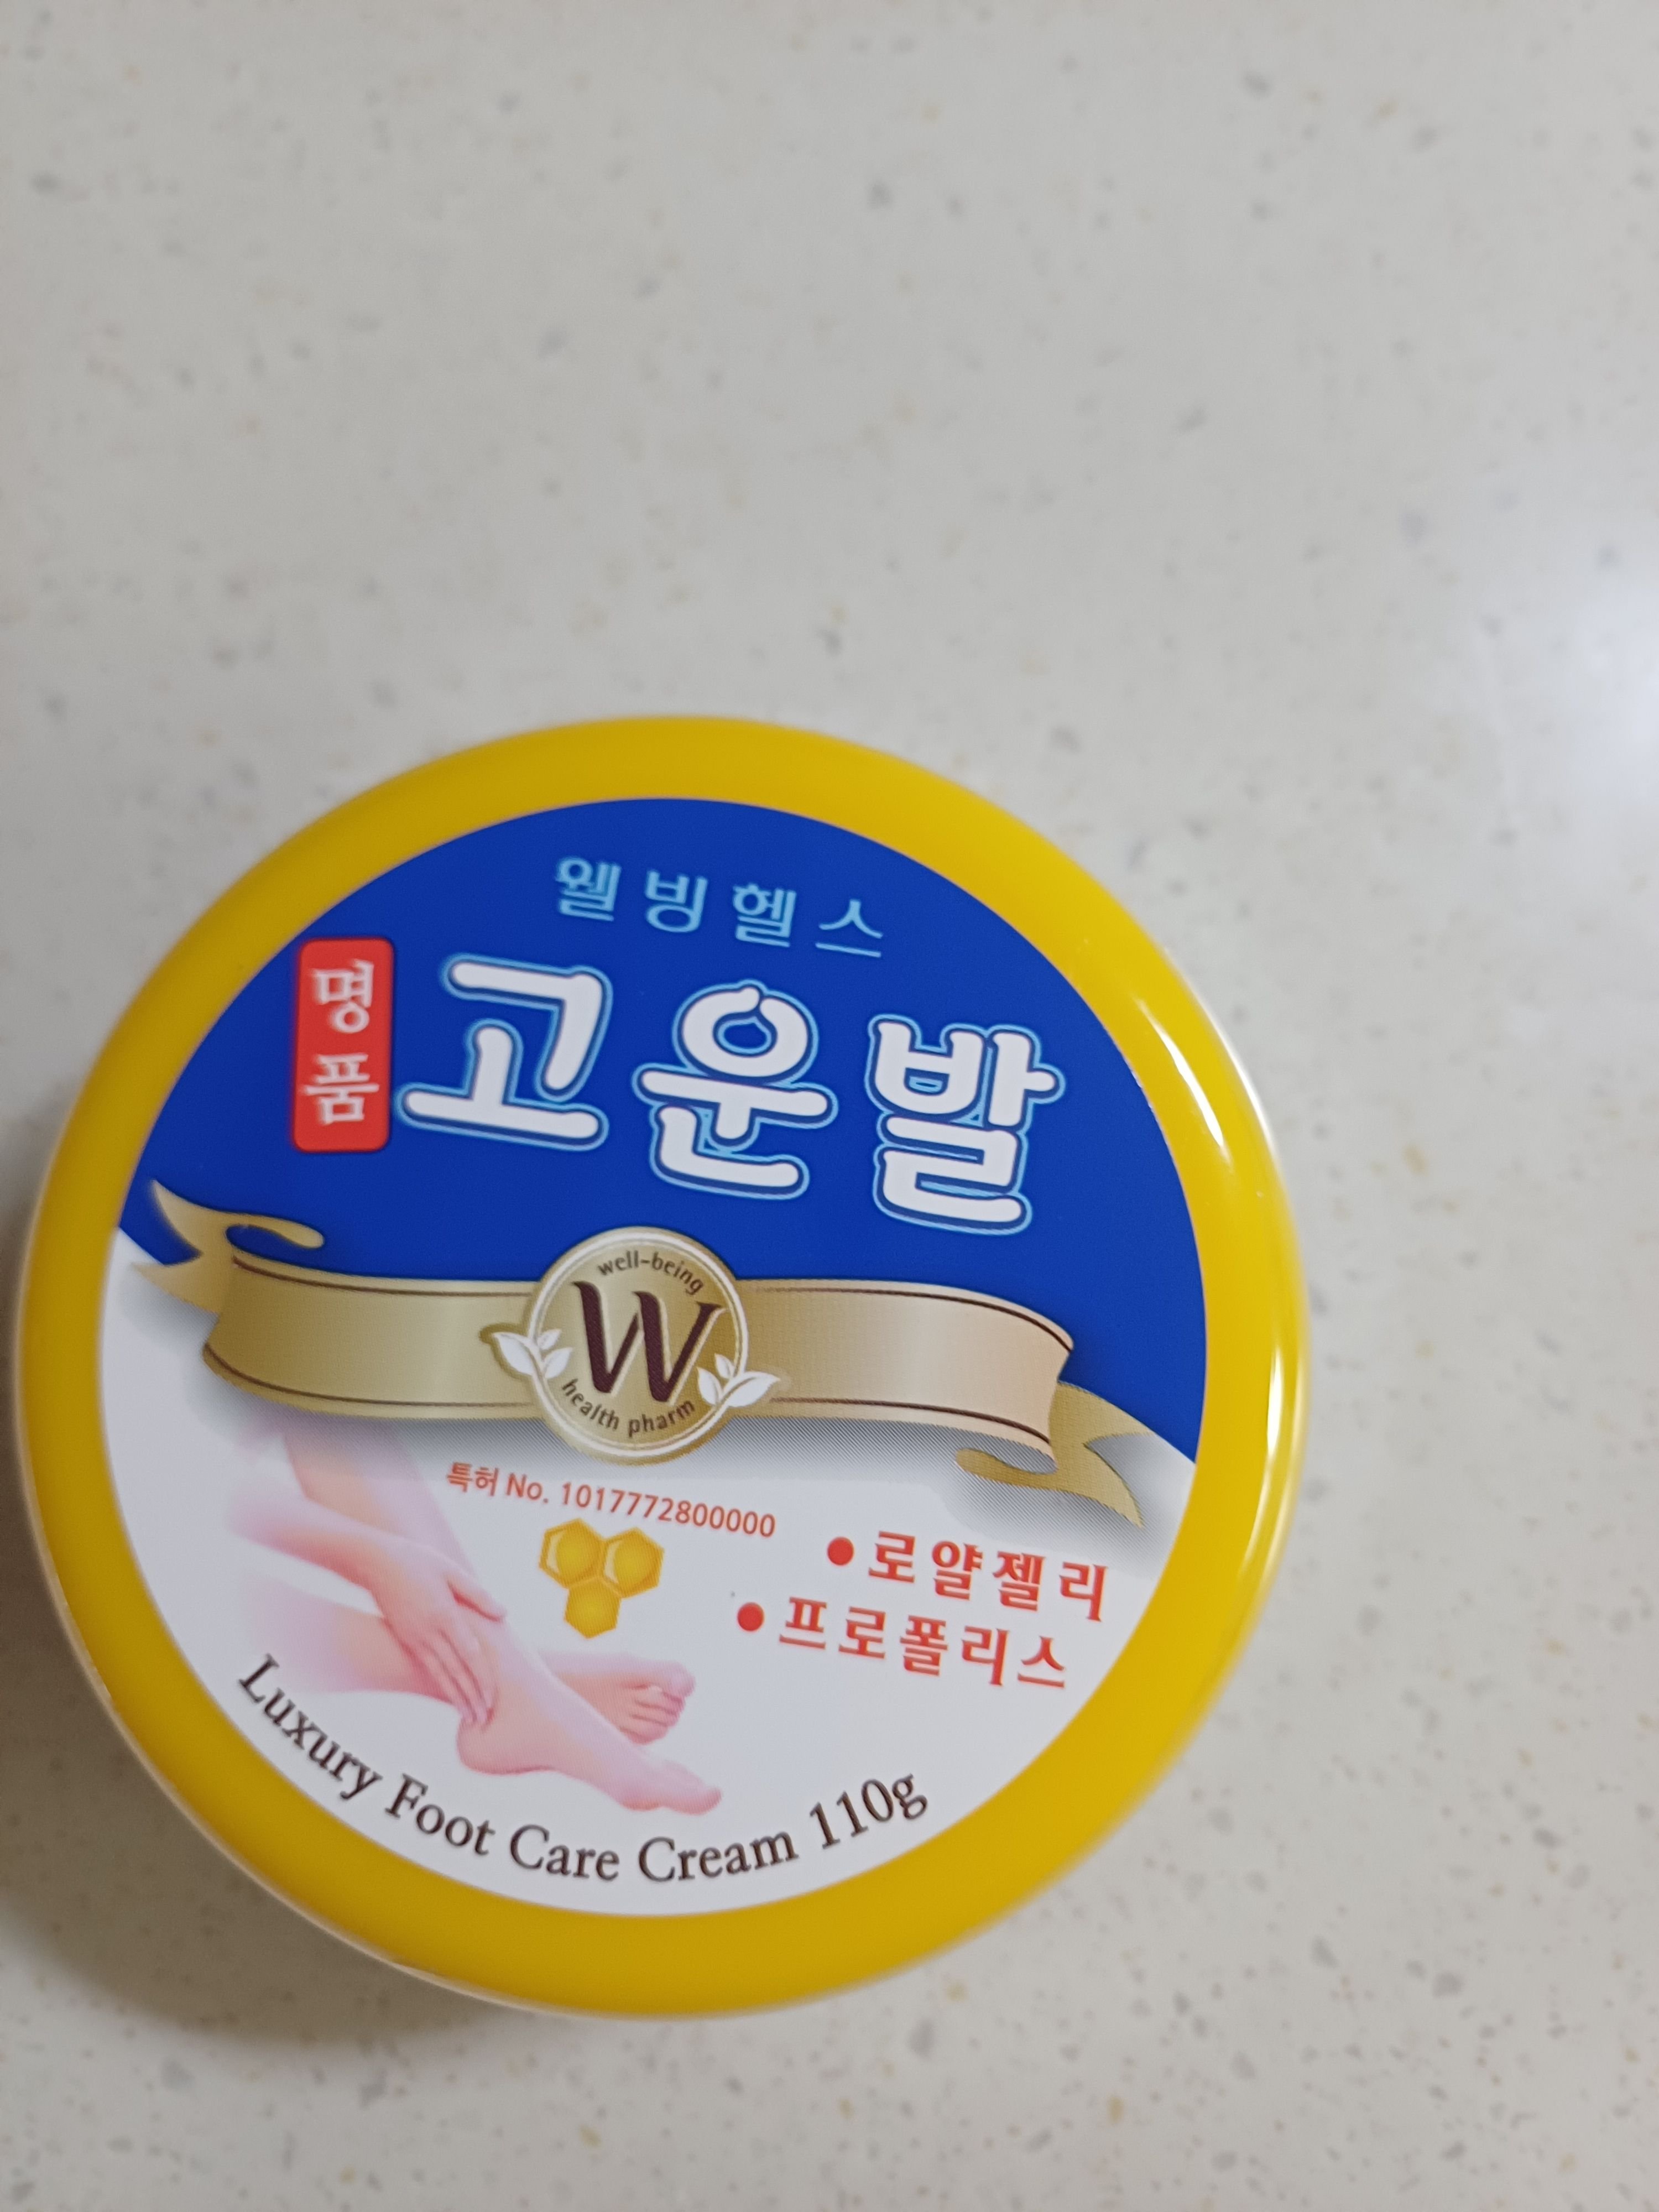 웰빙헬스
명품
고운발
well-being
W
health pharm
특허 No. 1017772800000
• 로얄젤리
• 프로폴리스
Luxury Foot Care Cream 110g